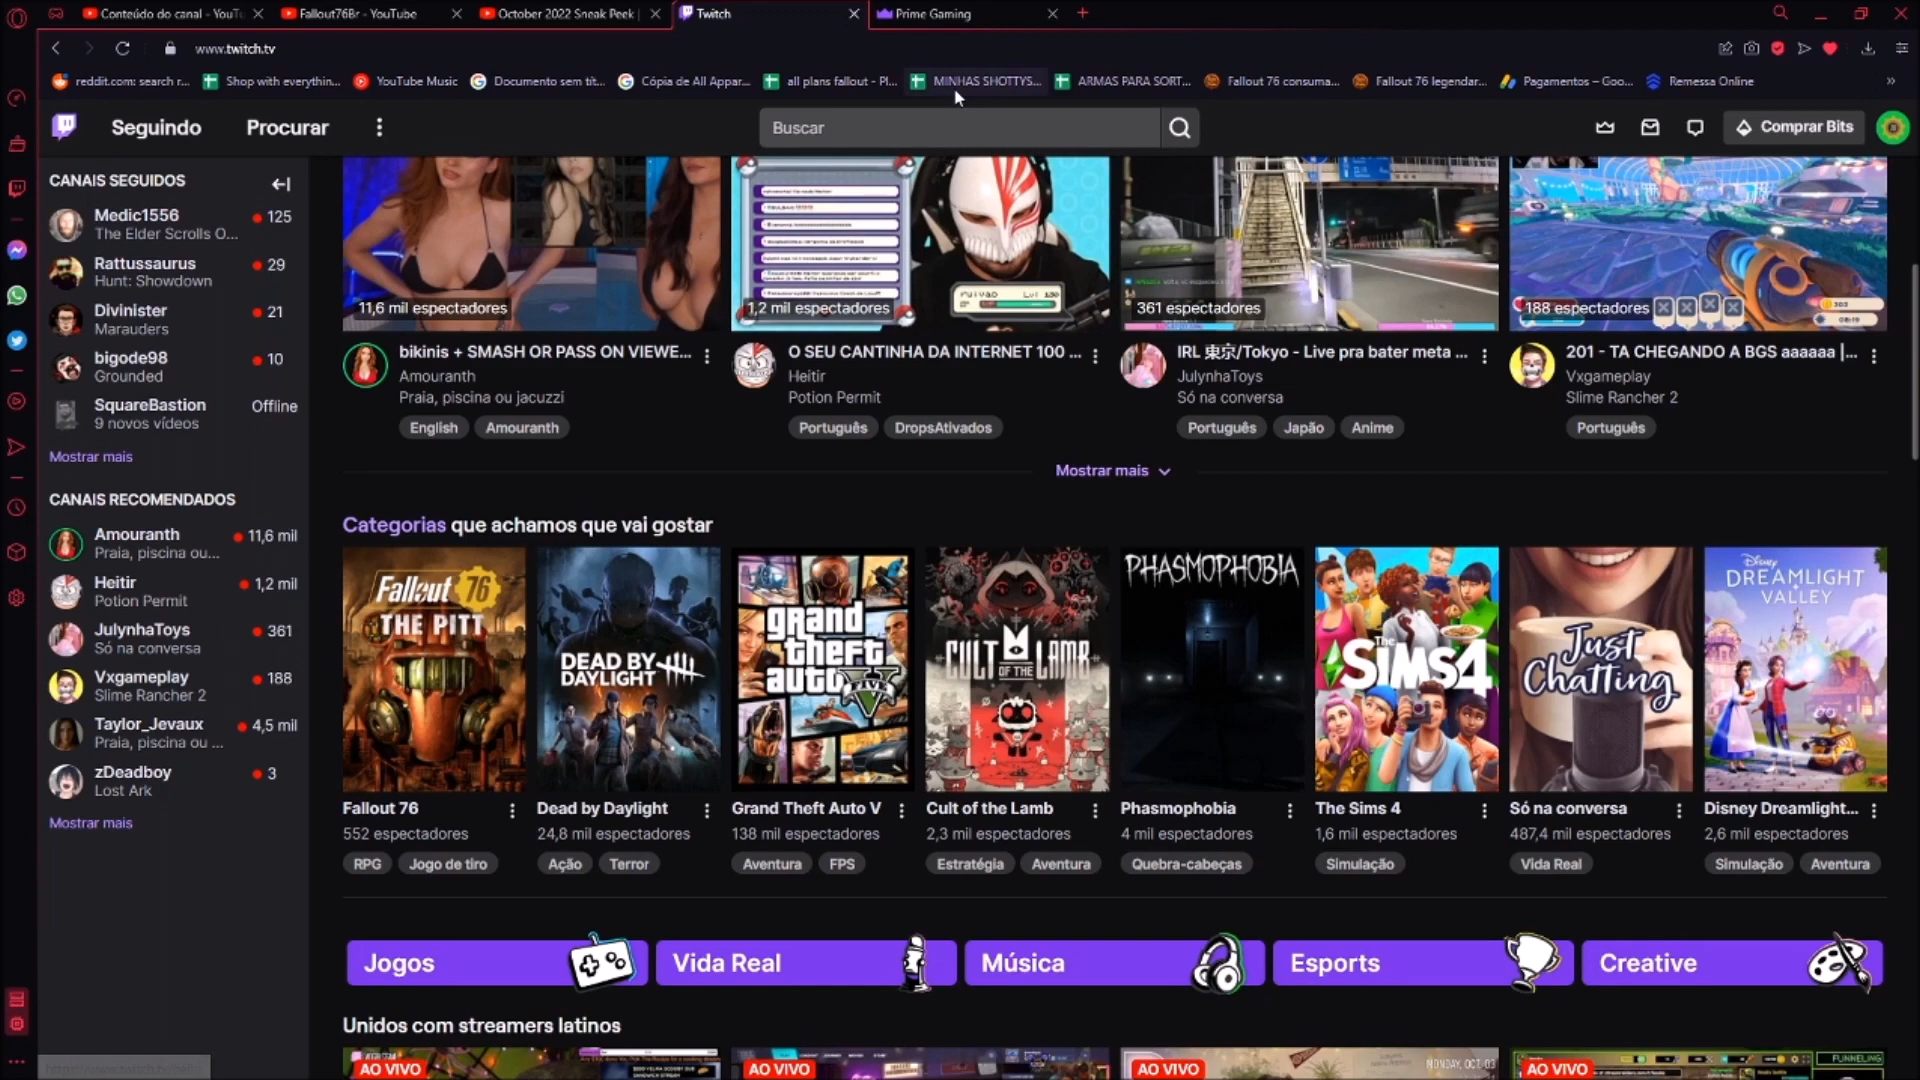 Conteúdo do canal - YouTu
Fallout76Br - YouTube
October 2022 Sneak Peek |
Twitch
Prime Gaming
www.twitch.tv
reddit.com: search r...
Shop with everythin...
YouTube Music
Documento sem tít...
Cópia de All Appar...
all plans fallout - Pl...
MINHAS SHOTTYS...
ARMAS PARA SORT...
Fallout 76 consuma...
Fallout 76 legendar...
Pagamentos – Goo...
Remessa Online
Seguindo
Procurar
Buscar
Comprar Bits
CANAIS SEGUIDOS
Medic1556
125
The Elder Scrolls O...
Rattussaurus
29
Hunt: Showdown
Divinister
21
Marauders
bigode98
10
Grounded
SquareBastion
Offline
9 novos vídeos
Mostrar mais
CANAIS RECOMENDADOS
Amouranth
11,6 mil
Praia, piscina ou...
Heitir
1,2 mil
Potion Permit
JulynhaToys
361
Só na conversa
Vxgameplay
188
Slime Rancher 2
Taylor_Jevaux
4,5 mil
Praia, piscina ou ...
zDeadboy
3
Lost Ark
Mostrar mais
11,6 mil espectadores
bikinis + SMASH OR PASS ON VIEWE...
Amouranth
Praia, piscina ou jacuzzi
English
Amouranth
ruivao Lvl 100
1,2 mil espectadores
O SEU CANTINHA DA INTERNET 100 ...
Heitir
Potion Permit
Português
DropsAtivados
361 espectadores
IRL 東京/Tokyo - Live pra bater meta ...
JulynhaToys
Só na conversa
Português
Japão
Anime
188 espectadores
201 - TA CHEGANDO A BGS aaaaaa |...
Vxgameplay
Slime Rancher 2
Português
Mostrar mais
Categorias que achamos que vai gostar
Fallout 76
THE PITT
DEAD BY
DAYLIGHT
grand
theft
auto
FIVE
CULT OF THE LAMB
PHASMOPHOBIA
The
SIMS4
Just
Chatting
Disney
DREAMLIGHT
VALLEY
Fallout 76
552 espectadores
RPG
Jogo de tiro
Dead by Daylight
24,8 mil espectadores
Ação
Terror
Grand Theft Auto V
138 mil espectadores
Aventura
FPS
Cult of the Lamb
2,3 mil espectadores
Estratégia
Aventura
Phasmophobia
4 mil espectadores
Quebra-cabeças
The Sims 4
1,6 mil espectadores
Simulação
Só na conversa
487,4 mil espectadores
Vida Real
Disney Dreamlight...
2,6 mil espectadores
Simulação
Aventura
Jogos
Vida Real
Música
Esports
Creative
Unidos com streamers latinos
AO VIVO
AO VIVO
AO VIVO
MONDAY, OCT-03
AO VIVO
FUNNELING